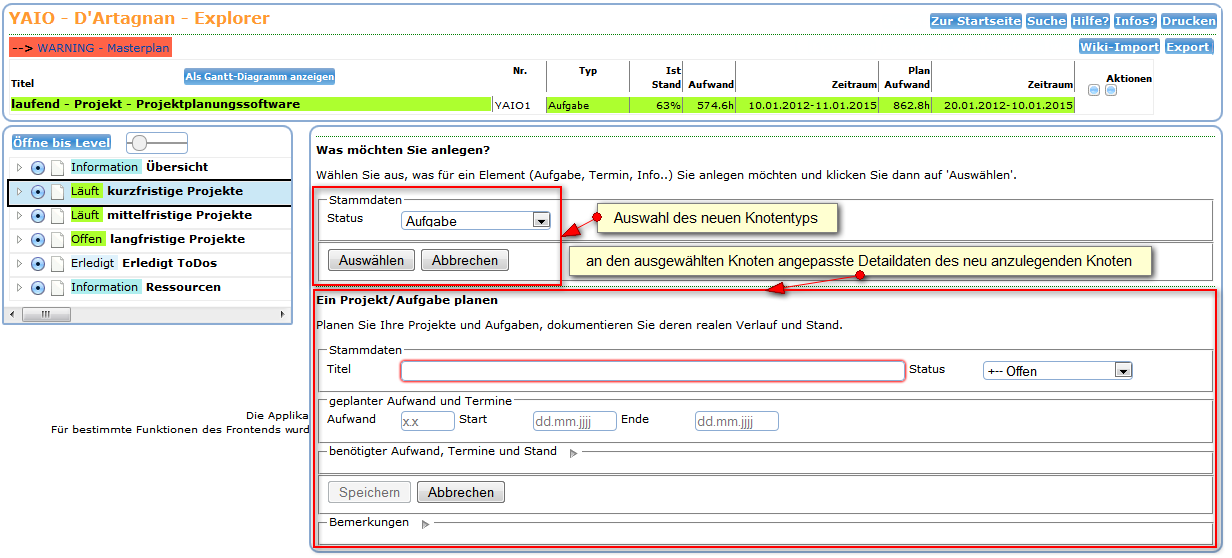 YAIO - D'Artagnan - Explorer
Zur Startseite Suche Hilfe? Infos? Drucken
--> WARNING - Masterplan
Wiki-Import Export
Titel Als Gantt-Diagramm anzeigen Nr. Typ Ist Stand Aufwand Zeitraum Plan Aufwand Zeitraum Aktionen
laufend - Projekt - Projektplanungssoftware YAIO1 Aufgabe 63% 574.6h 10.01.2012-11.01.2015 862.8h 20.01.2012-10.01.2015
Öffne bis Level
Information Übersicht
Läuft kurzfristige Projekte
Läuft mittelfristige Projekte
Offen langfristige Projekte
Erledigt Erledigt ToDos
Information Ressourcen
Die Applika
Für bestimmte Funktionen des Frontends wurd
Was möchten Sie anlegen?
Wählen Sie aus, was für ein Element (Aufgabe, Termin, Info..) Sie anlegen möchten und klicken Sie dann auf 'Auswählen'.
Stammdaten
Status Aufgabe
Auswahl des neuen Knotentyps
Auswählen Abbrechen
an den ausgewählten Knoten angepasste Detaildaten des neu anzulegenden Knoten
Ein Projekt/Aufgabe planen
Planen Sie Ihre Projekte und Aufgaben, dokumentieren Sie deren realen Verlauf und Stand.
Stammdaten
Titel Status +-- Offen
geplanter Aufwand und Termine
Aufwand x.x Start dd.mm.jjjj Ende dd.mm.jjjj
benötigter Aufwand, Termine und Stand
Speichern Abbrechen
Bemerkungen